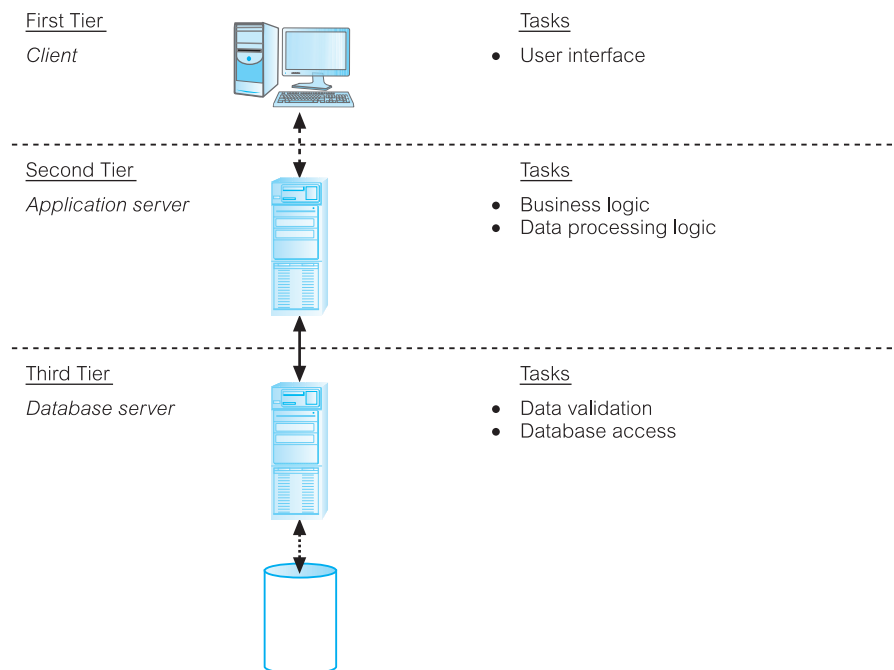 First Tier
Tasks
Client
• User interface
Second Tier
Tasks
Application server
• Business logic
• Data processing logic
Third Tier
Tasks
Database server
• Data validation
• Database access